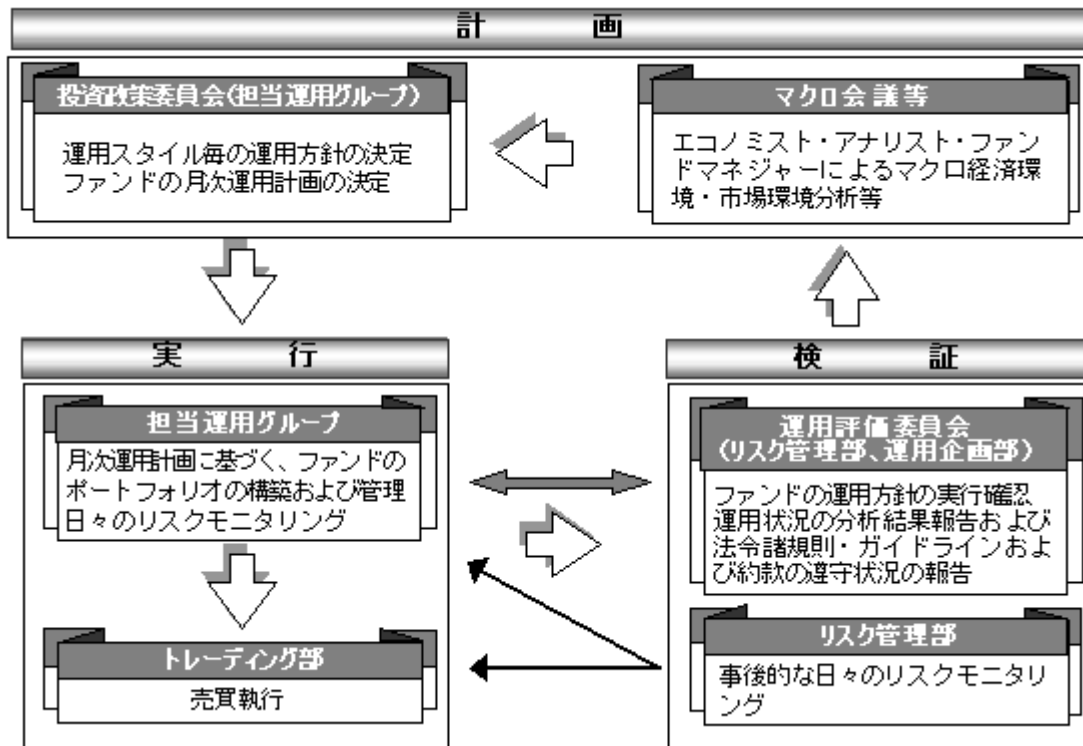 計 画
投資政策委員会(担当運用グループ)
運用スタイル毎の運用方針の決定
ファンドの月次運用計画の決定
マクロ会議等
エコノミスト・アナリスト・ファン
ドマネジャーによるマクロ経済環
境・市場環境分析等
実 行
担当運用グループ
月次運用計画に基づく、ファンドの
ポートフォリオの構築および管理
日々のリスクモニタリング
トレーディング部
売買執行
検 証
運用評価委員会
(リスク管理部、運用企画部)
ファンドの運用方針の実行確認
運用状況の分析結果報告および
法令諸規則・ガイドラインおよ
び約款の遵守状況の報告
リスク管理部
事後的な日々のリスクモニタリ
ング